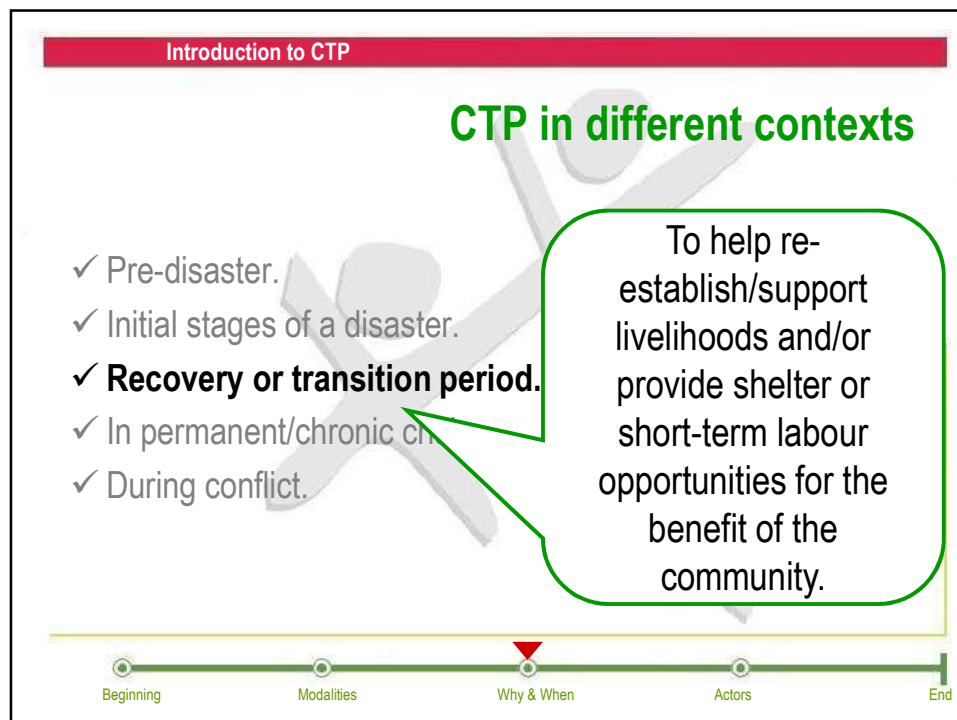 Introduction to CTP
CTP in different contexts
✓ Pre-disaster.
✓ Initial stages of a disaster.
✓ Recovery or transition period.
✓ In permanent/chronic
✓ During conflict.
To help re-
establish/support
livelihoods and/or
provide shelter or
short-term labour
opportunities for the
benefit of the
community.
Beginning
Modalities
Why & When
Actors
End